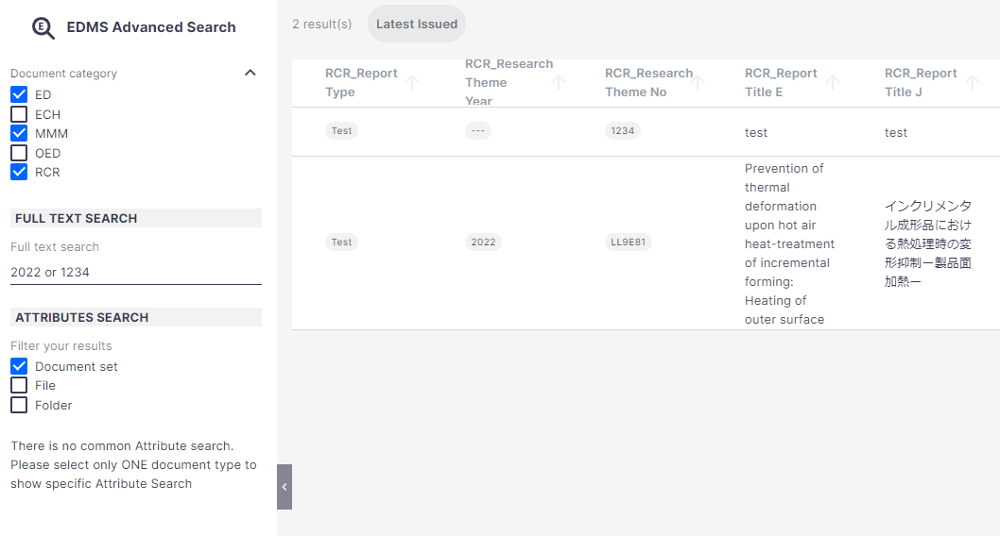 EDMS Advanced Search
Document category
ED
ECH
MMM
OED
RCR
FULL TEXT SEARCH
Full text search
2022 or 1234
ATTRIBUTES SEARCH
Filter your results
Document set
File
Folder
There is no common Attribute search.
Please select only ONE document type to
show specific Attribute Search
2 result(s)
Latest Issued
RCR_Report
Type
RCR_Research
Theme
Year
RCR_Research
Theme No
RCR_Report
Title E
RCR_Report
Title J
Test
---
1234
test
test
Test
2022
LL9E81
Prevention of
thermal
deformation
upon hot air
heat-treatment
of incremental
forming:
Heating of
outer surface
インクリメンタ
ル成形品におけ
る熱処理時の変
形抑制ー製品面
加熱ー